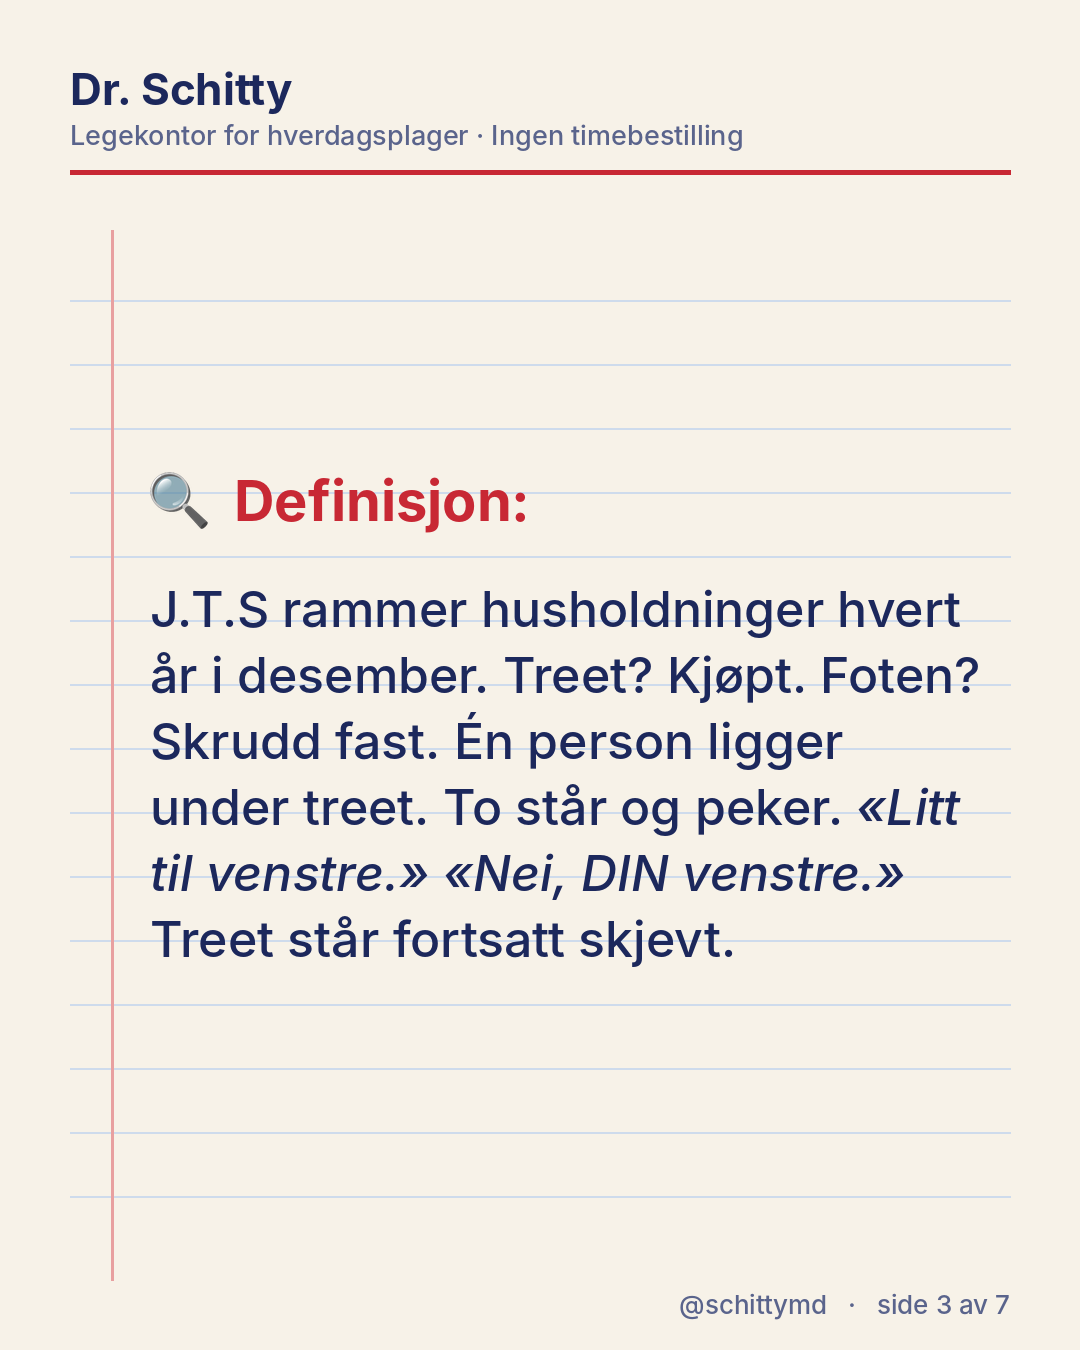 Dr. Schitty
Legekontor for hverdagsplager · Ingen timebestilling
🔍 Definisjon:
J.T.S rammer husholdninger hvert
år i desember. Treet? Kjøpt. Foten?
Skrudd fast. Én person ligger
under treet. To står og peker. «Litt
til venstre.» «Nei, DIN venstre.»
Treet står fortsatt skjevt.
@schittymd · side 3 av 7